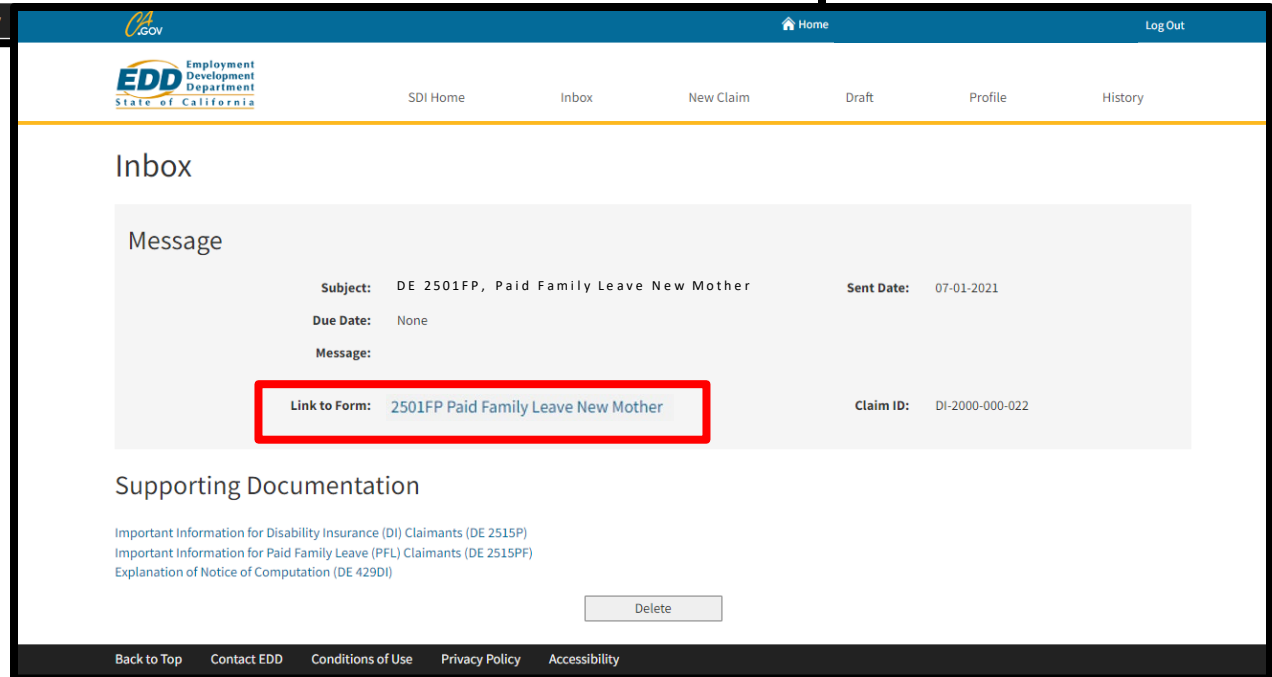 CA.GOV Home Log Out
EDD Employment
Development
Department
State of California
SDI Home Inbox New Claim Draft Profile History
Inbox
Message
Subject: DE 2501FP, Paid Family Leave New Mother Sent Date: 07-01-2021
Due Date: None
Message:
Link to Form: 2501FP Paid Family Leave New Mother Claim ID: DI-2000-000-022
Supporting Documentation
Important Information for Disability Insurance (DI) Claimants (DE 2515P)
Important Information for Paid Family Leave (PFL) Claimants (DE 2515PF)
Explanation of Notice of Computation (DE 429DI)
Delete
Back to Top Contact EDD Conditions of Use Privacy Policy Accessibility